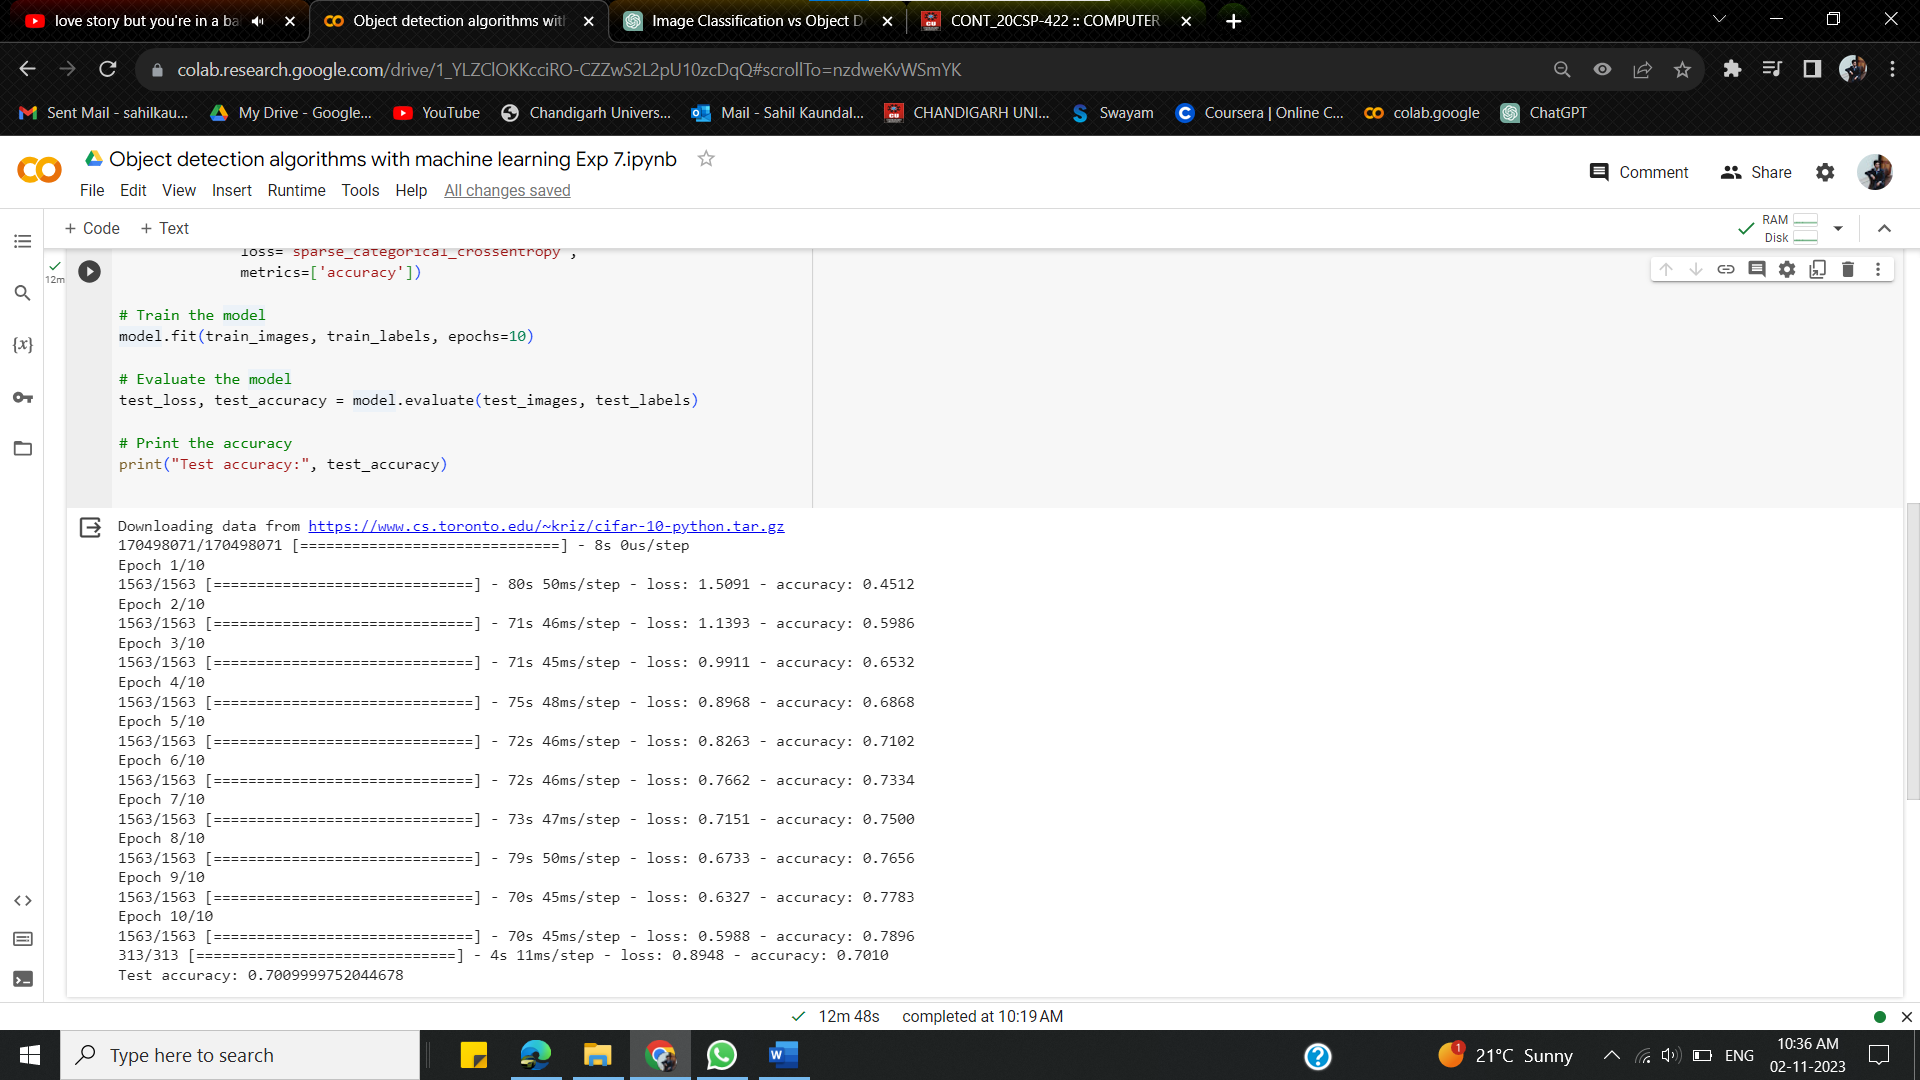 love story but you're in a ba
Object detection algorithms with
Image Classification vs Object D
CONT_20CSP-422 :: COMPUTER
colab.research.google.com/drive/1_YLZClOKKcciRO-CZZwS2L2pU10zcDqQ#scrollTo=nzdweKvWSmYK
Sent Mail - sahilkau...
My Drive - Google...
YouTube
Chandigarh Univers...
Mail - Sahil Kaundal...
CHANDIGARH UNI...
Swayam
Coursera | Online C...
colab.google
ChatGPT
Object detection algorithms with machine learning Exp 7.ipynb
Comment
Share
File Edit View Insert Runtime Tools Help All changes saved
+ Code + Text
RAM
Disk
12m
loss='sparse_categorical_crossentropy',
metrics=['accuracy'])
# Train the model
model.fit(train_images, train_labels, epochs=10)
# Evaluate the model
test_loss, test_accuracy = model.evaluate(test_images, test_labels)
# Print the accuracy
print("Test accuracy:", test_accuracy)
Downloading data from https://www.cs.toronto.edu/~kriz/cifar-10-python.tar.gz
170498071/170498071 [==============================] - 8s 0us/step
Epoch 1/10
1563/1563 [==============================] - 80s 50ms/step - loss: 1.5091 - accuracy: 0.4512
Epoch 2/10
1563/1563 [==============================] - 71s 46ms/step - loss: 1.1393 - accuracy: 0.5986
Epoch 3/10
1563/1563 [==============================] - 71s 45ms/step - loss: 0.9911 - accuracy: 0.6532
Epoch 4/10
1563/1563 [==============================] - 75s 48ms/step - loss: 0.8968 - accuracy: 0.6868
Epoch 5/10
1563/1563 [==============================] - 72s 46ms/step - loss: 0.8263 - accuracy: 0.7102
Epoch 6/10
1563/1563 [==============================] - 72s 46ms/step - loss: 0.7662 - accuracy: 0.7334
Epoch 7/10
1563/1563 [==============================] - 73s 47ms/step - loss: 0.7151 - accuracy: 0.7500
Epoch 8/10
1563/1563 [==============================] - 79s 50ms/step - loss: 0.6733 - accuracy: 0.7656
Epoch 9/10
1563/1563 [==============================] - 70s 45ms/step - loss: 0.6327 - accuracy: 0.7783
Epoch 10/10
1563/1563 [==============================] - 70s 45ms/step - loss: 0.5988 - accuracy: 0.7896
313/313 [==============================] - 4s 11ms/step - loss: 0.8948 - accuracy: 0.7010
Test accuracy: 0.7009999752044678
12m 48s completed at 10:19 AM
Type here to search
1
21°C Sunny
ENG
10:36 AM
02-11-2023